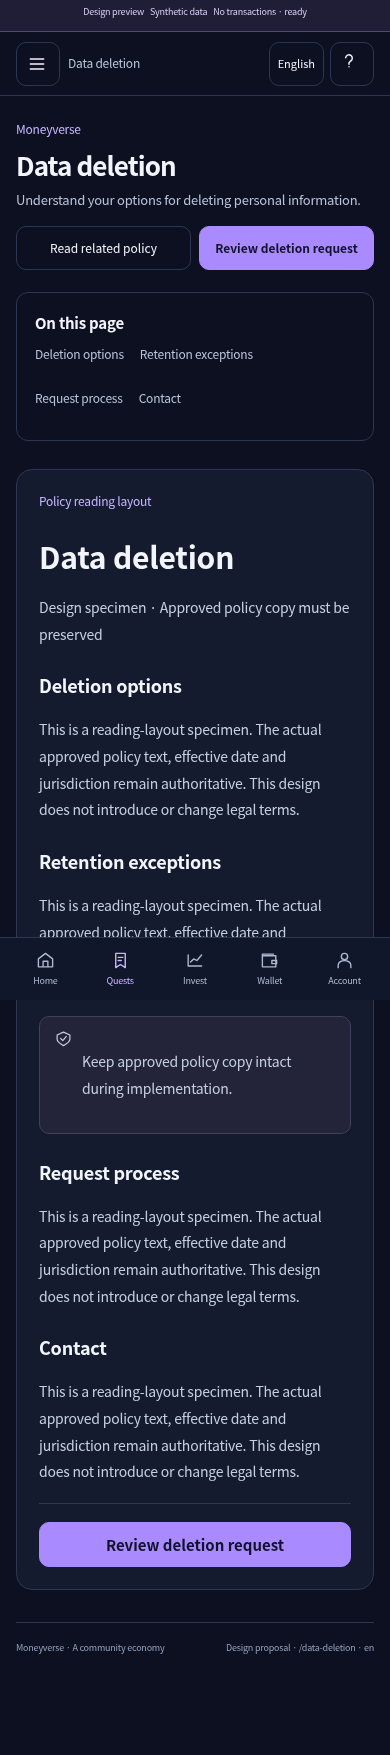 Design preview Synthetic data No transactions · ready
Data deletion
English
?
Moneyverse
Data deletion
Understand your options for deleting personal information.
Read related policy
Review deletion request
On this page
Deletion options
Retention exceptions
Request process
Contact
Policy reading layout
Data deletion
Design specimen · Approved policy copy must be
preserved
Deletion options
This is a reading-layout specimen. The actual
approved policy text, effective date and
jurisdiction remain authoritative. This design
does not introduce or change legal terms.
Retention exceptions
This is a reading-layout specimen. The actual
approved policy text, effective date and
Home
Quests
Invest
Wallet
Account
Keep approved policy copy intact
during implementation.
Request process
This is a reading-layout specimen. The actual
approved policy text, effective date and
jurisdiction remain authoritative. This design
does not introduce or change legal terms.
Contact
This is a reading-layout specimen. The actual
approved policy text, effective date and
jurisdiction remain authoritative. This design
does not introduce or change legal terms.
Review deletion request
Moneyverse · A community economy
Design proposal · /data-deletion · en